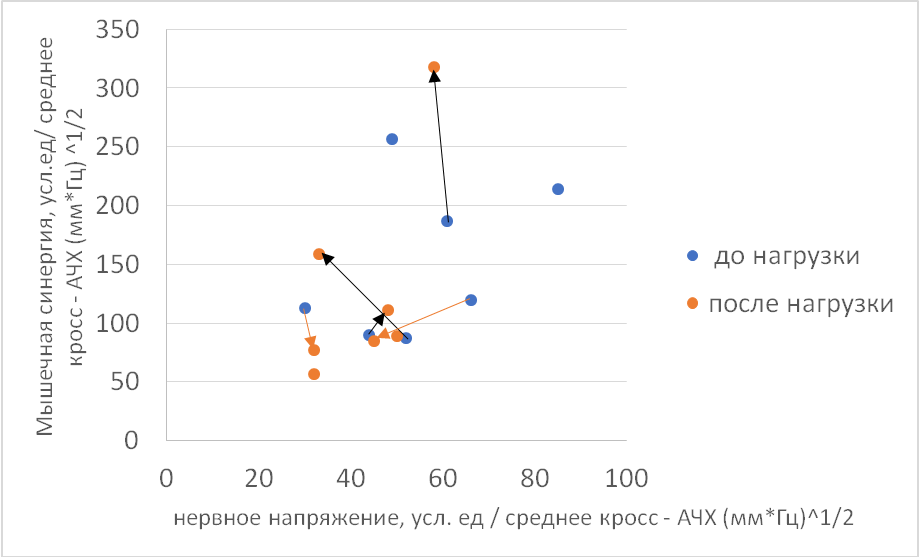 Мышечная синергия, усл.ед/ среднее
кросс - АЧХ (мм*Гц) ^1/2
350
300
250
200
150
100
50
0
0 20 40 60 80 100
нервное напряжение, усл. ед / среднее кросс - АЧХ (мм*Гц)^1/2
до нагрузки
после нагрузки